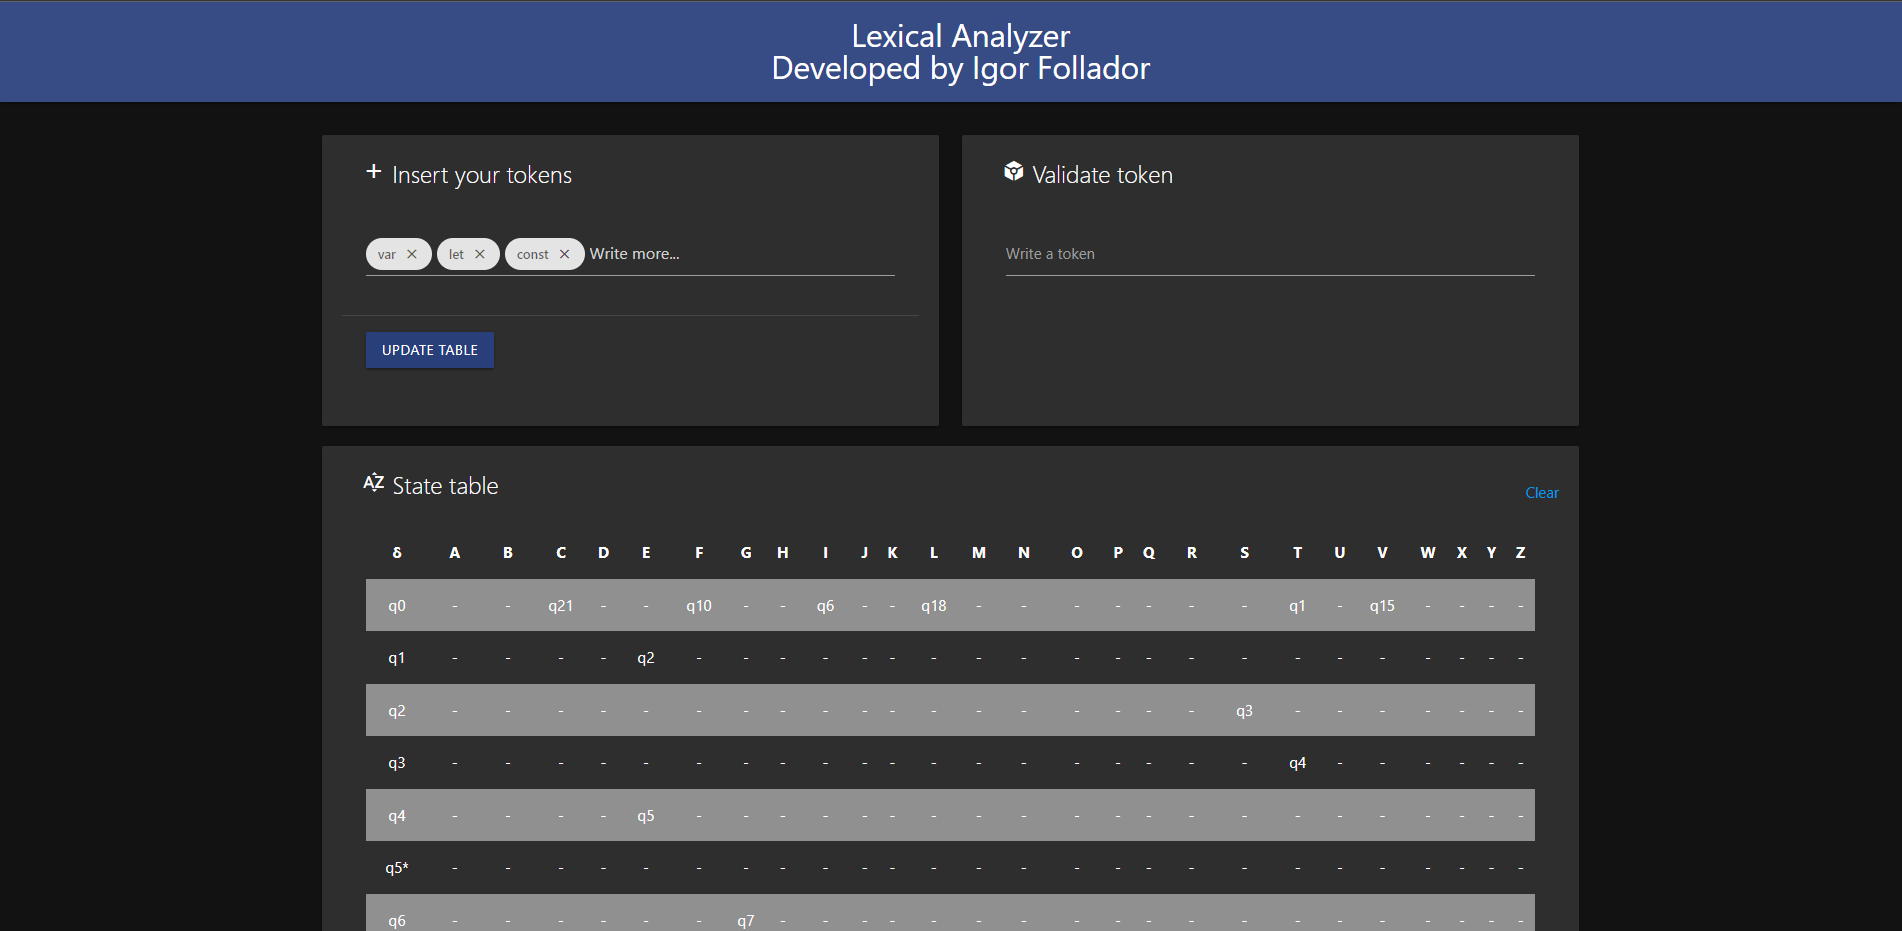 Lexical Analyzer
Developed by Igor Follador
Insert your tokens
var let const Write more...
UPDATE TABLE
Validate token
Write a token
AZ State table
Clear
δ A B C D E F G H I J K L M N O P Q R S T U V W X Y Z
q0 - - q21 - - q10 - - q6 - - q18 - - - - - - - q1 - q15 - - - -
q1 - - - - q2 - - - - - - - - - - - - - - - - - - - - -
q2 - - - - - - - - - - - - - - - - - - q3 - - - - - - -
q3 - - - - - - - - - - - - - - - - - - - q4 - - - - - -
q4 - - - - q5 - - - - - - - - - - - - - - - - - - - - -
q5* - - - - - - - - - - - - - - - - - - - - - - - - - -
q6 - - - - - - q7 - - - - - - - - - - - - - - - - - - -